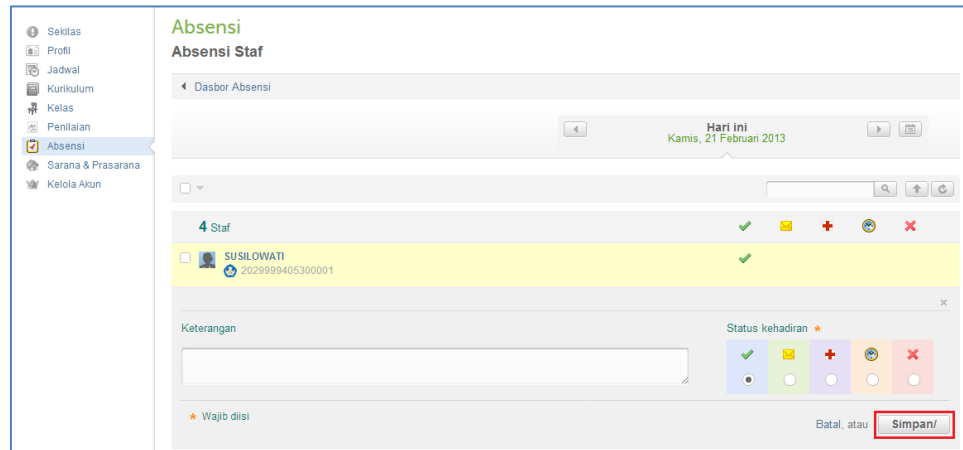 Sekilas
Profil
Jadwal
Kurikulum
Kelas
Penilaian
Absensi
Sarana & Prasarana
Kelola Akun
Absensi
Absensi Staf
Dasbor Absensi
Hari ini
Kamis, 21 Februari 2013
4 Staf
SUSILOWATI
2029999405300001
Keterangan
Status kehadiran *
* Wajib diisi
Batal, atau Simpan/